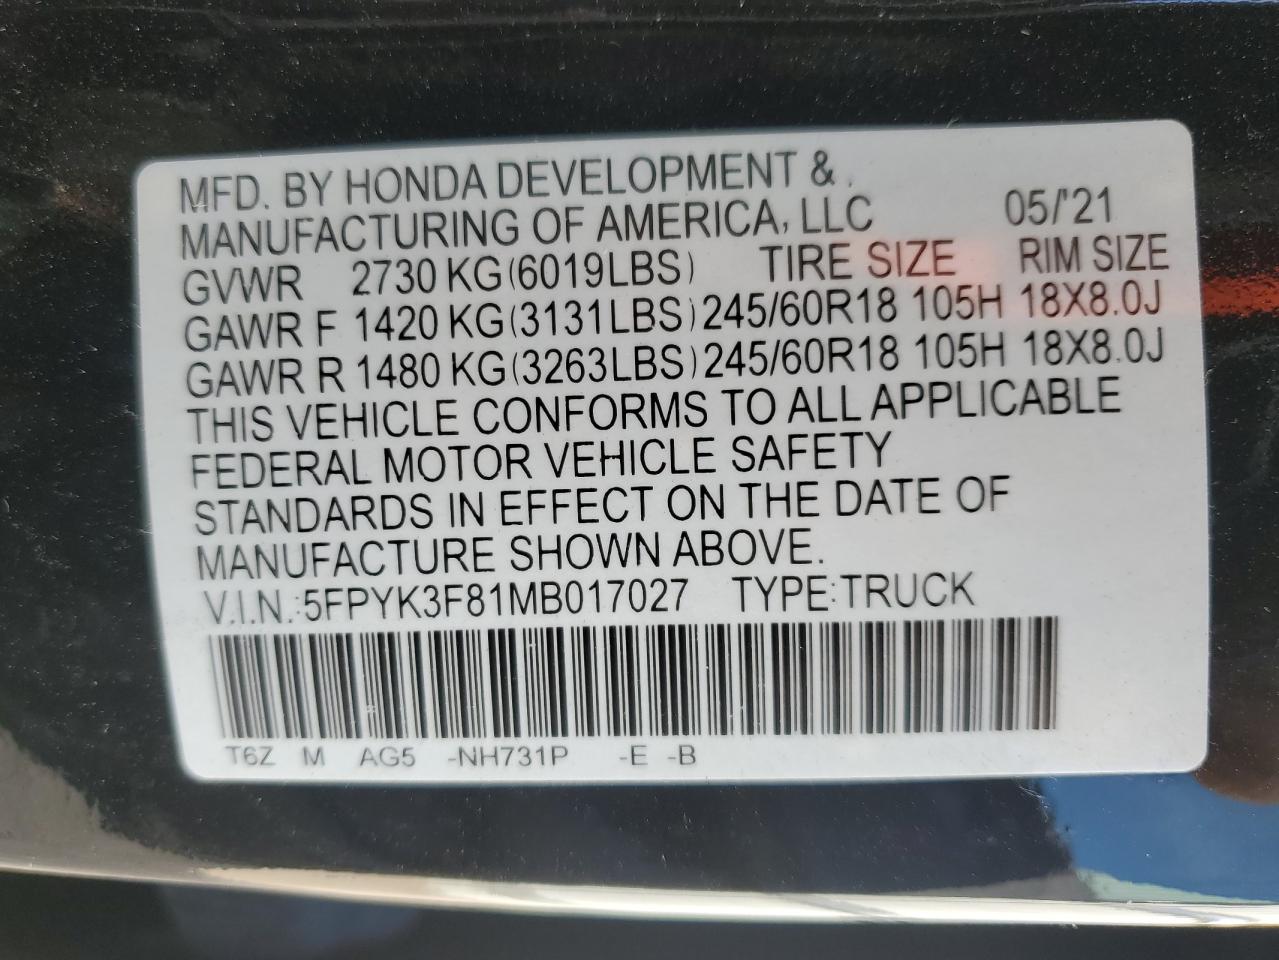 MFD. BY HONDA DEVELOPMENT &
MANUFACTURING OF AMERICA, LLC 05/'21
GVWR 2730 KG(6019LBS) TIRE SIZE RIM SIZE
GAWR F 1420 KG(3131LBS) 245/60R18 105H 18X8.0J
GAWR R 1480 KG(3263LBS) 245/60R18 105H 18X8.0J
THIS VEHICLE CONFORMS TO ALL APPLICABLE
FEDERAL MOTOR VEHICLE SAFETY
STANDARDS IN EFFECT ON THE DATE OF
MANUFACTURE SHOWN ABOVE.
V.I.N.:5FPYK3F81MB017027 TYPE:TRUCK
T6Z M AG5 -NH731P -E -B